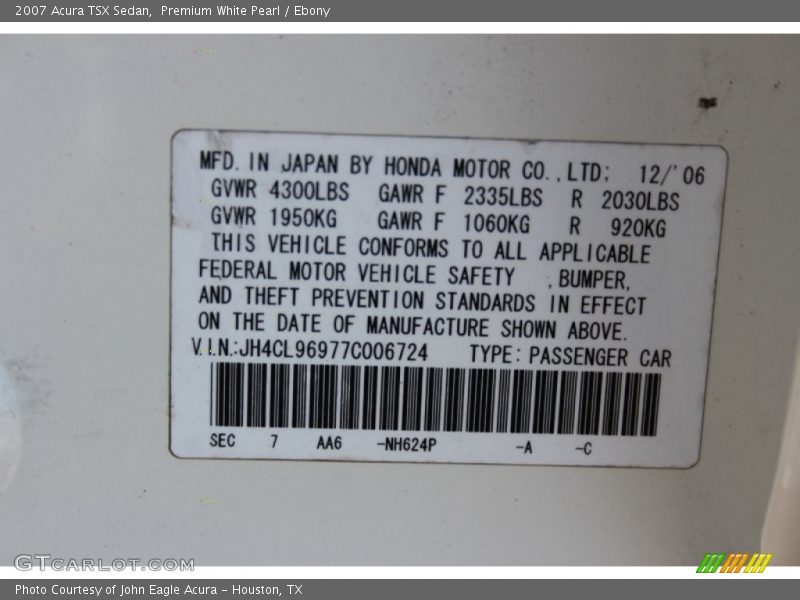 2007 Acura TSX Sedan, Premium White Pearl / Ebony
MFD. IN JAPAN BY HONDA MOTOR CO., LTD: 12/'06
GVWR 4300LBS GAWR F 2335LBS R 2030LBS
GVWR 1950KG GAWR F 1060KG R 920KG
THIS VEHICLE CONFORMS TO ALL APPLICABLE
FEDERAL MOTOR VEHICLE SAFETY , BUMPER,
AND THEFT PREVENTION STANDARDS IN EFFECT
ON THE DATE OF MANUFACTURE SHOWN ABOVE.
V.I.N.:JH4CL96977C006724 TYPE: PASSENGER CAR
SEC 7 AA6 -NH624P -A -C
GTCARLOT.COM
Photo Courtesy of John Eagle Acura - Houston, TX